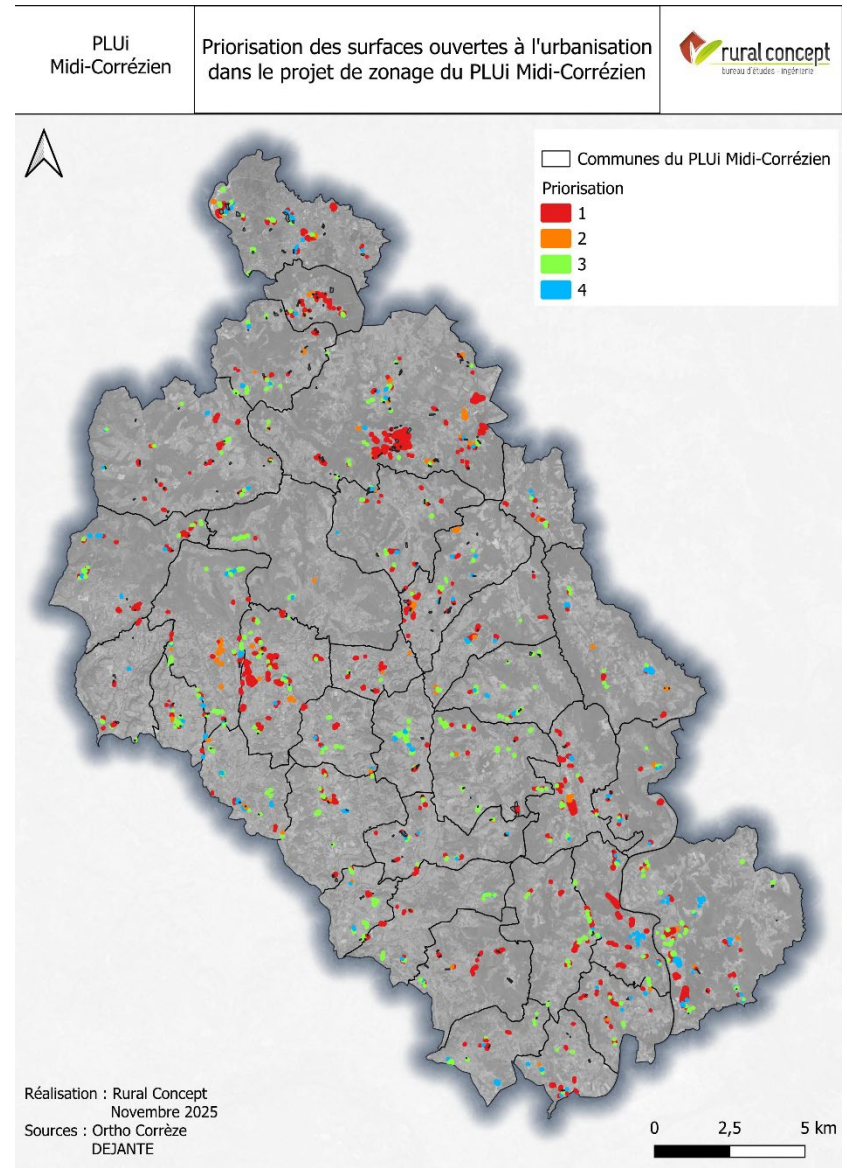 PLUi
Midi-Corrézien
Priorisation des surfaces ouvertes à l'urbanisation
dans le projet de zonage du PLUi Midi-Corrézien
rural concept
bureau d'études - ingénierie
Communes du PLUi Midi-Corrézien
Priorisation
1
2
3
4
Réalisation : Rural Concept
Novembre 2025
Sources : Ortho Corrèze
DEJANTE
0 2,5 5 km